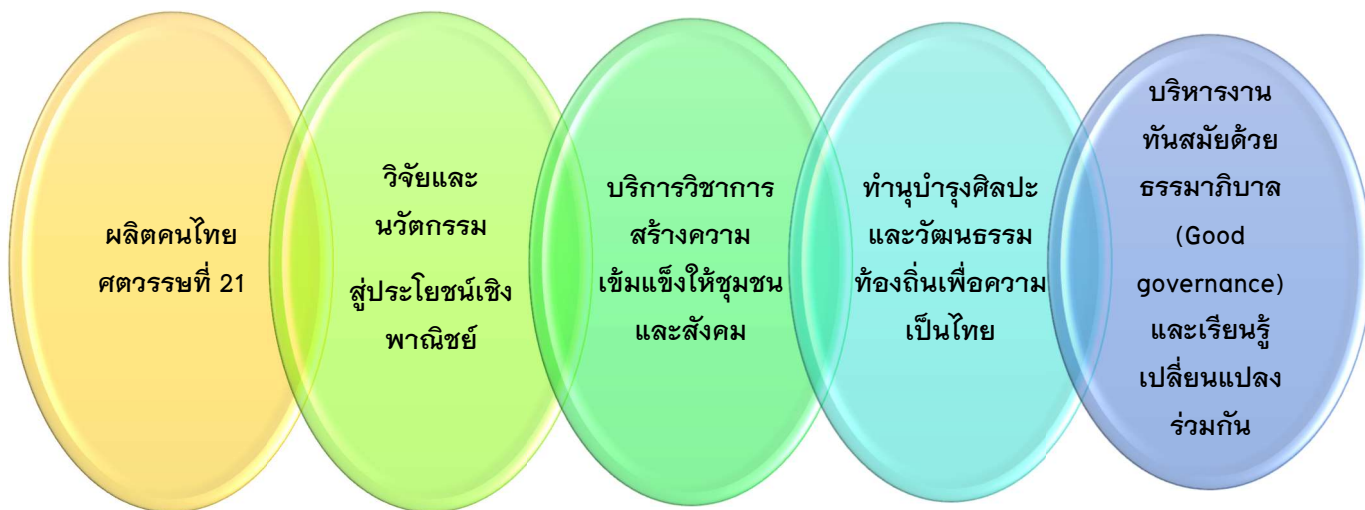 ผลิตคนไทย
ศตวรรษที่ 21
วิจัยและ
นวัตกรรม
สู่ประโยชน์เชิง
พาณิชย์
บริการวิชาการ
สร้างความ
เข้มแข็งให้ชุมชน
และสังคม
ทำนุบำรุงศิลปะ
และวัฒนธรรม
ท้องถิ่นเพื่อความ
เป็นไทย
บริหารงาน
ทันสมัยด้วย
ธรรมาภิบาล
(Good
governance)
และเรียนรู้
เปลี่ยนแปลง
ร่วมกัน